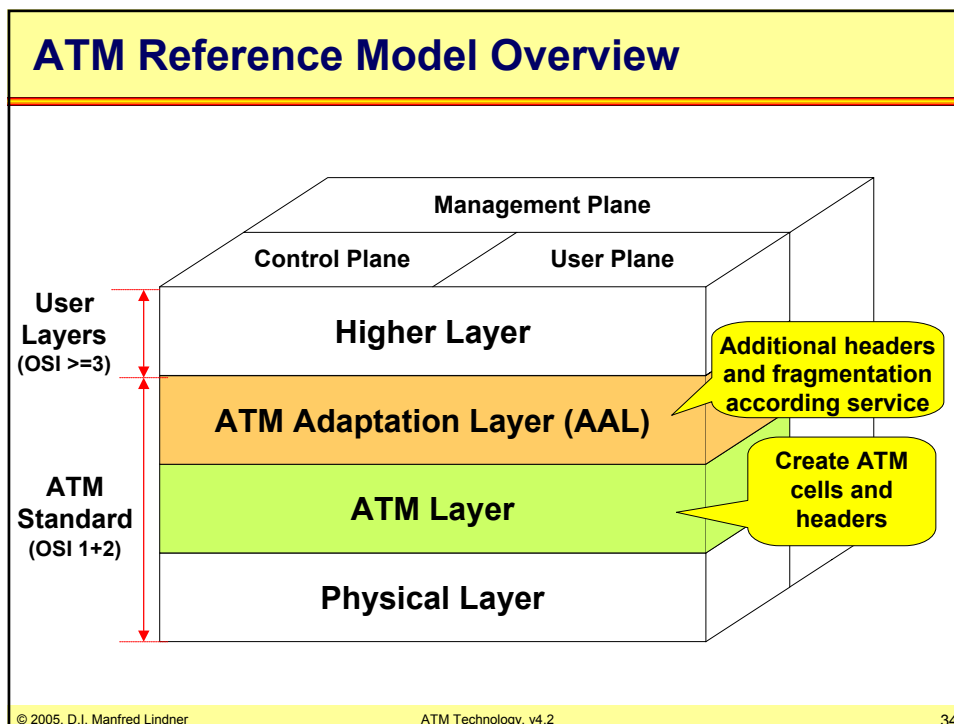 ATM Reference Model Overview
Management Plane
Control Plane
User Plane
User
Layers
(OSI >=3)
Higher Layer
Additional headers
and fragmentation
according service
ATM Adaptation Layer (AAL)
Create ATM
cells and
headers
ATM
Standard
(OSI 1+2)
ATM Layer
Physical Layer
© 2005, D.I. Manfred Lindner
ATM Technology, v4.2
34